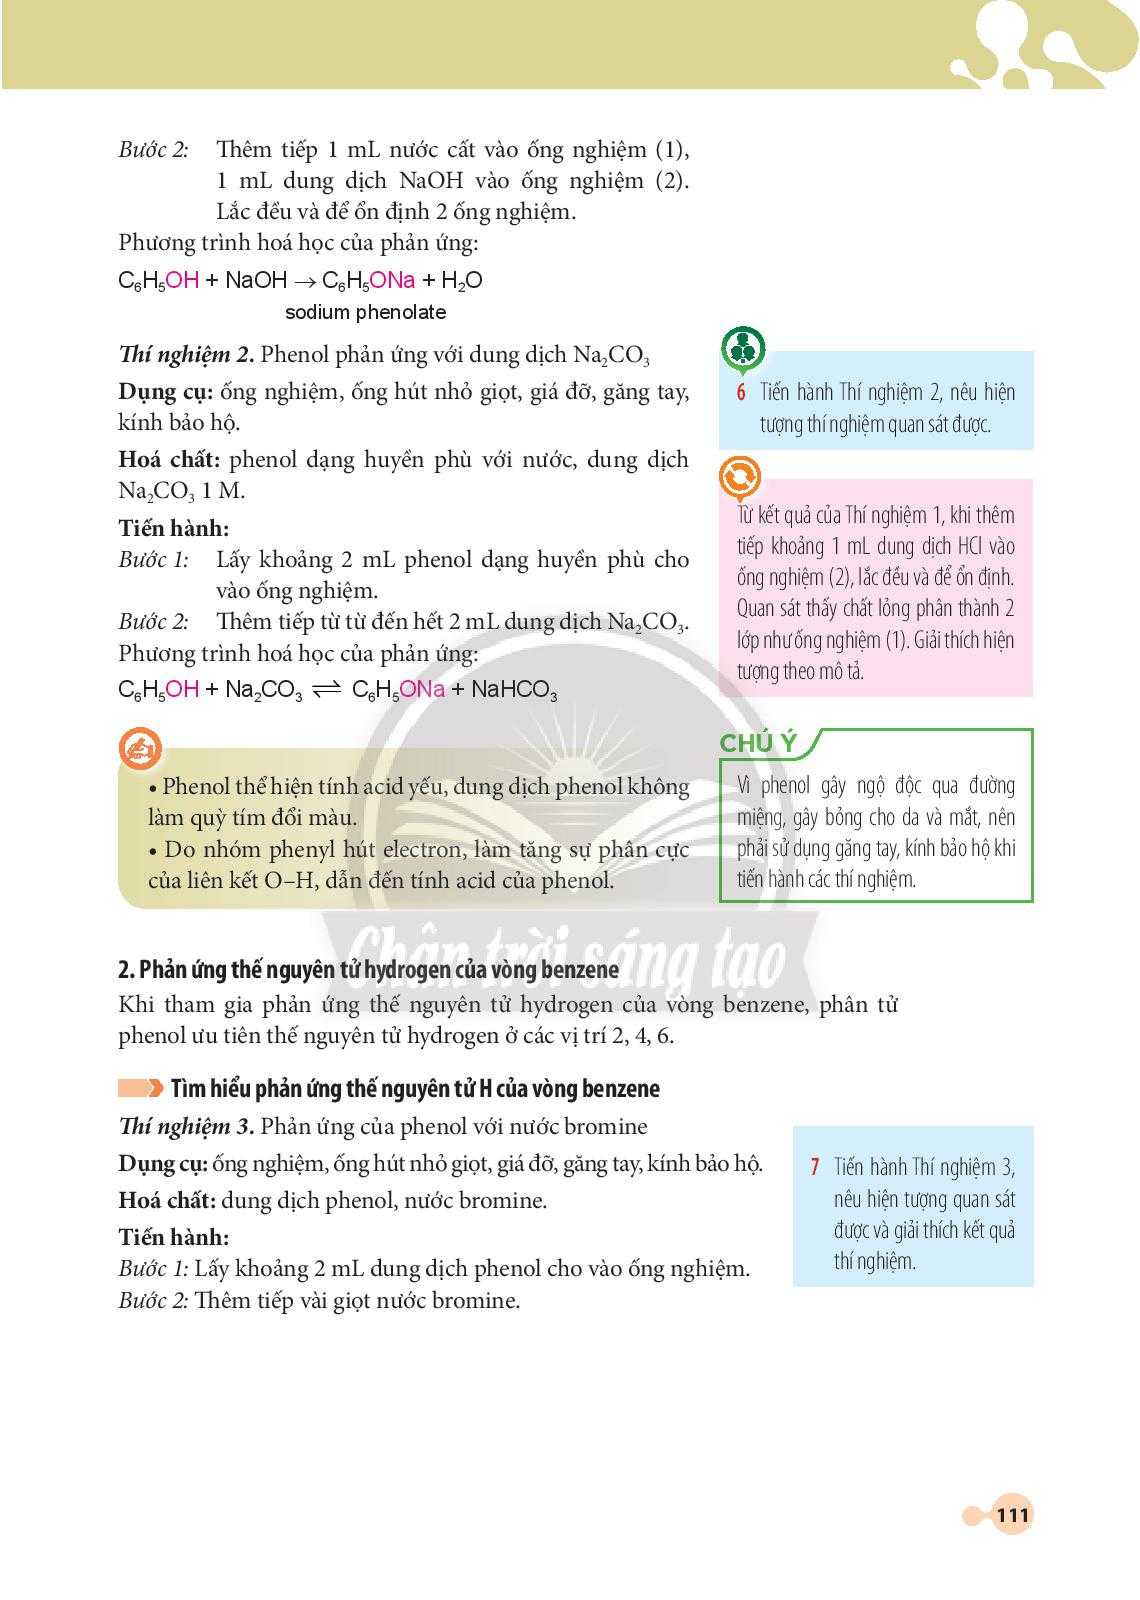 Bước 2: Thêm tiếp 1 mL nước cất vào ống nghiệm (1),
1 mL dung dịch NaOH vào ống nghiệm (2).
Lắc đều và để ổn định 2 ống nghiệm.
Phương trình hoá học của phản ứng:
C₆H₅OH + NaOH → C₆H₅ONa + H₂O
sodium phenolate
Thí nghiệm 2. Phenol phản ứng với dung dịch Na₂CO₃
Dụng cụ: ống nghiệm, ống hút nhỏ giọt, giá đỡ, găng tay,
kính bảo hộ.
Hoá chất: phenol dạng huyền phù với nước, dung dịch
Na₂CO₃ 1 M.
Tiến hành:
Bước 1: Lấy khoảng 2 mL phenol dạng huyền phù cho
vào ống nghiệm.
Bước 2: Thêm tiếp từ từ đến hết 2 mL dung dịch Na₂CO₃.
Phương trình hoá học của phản ứng:
C₆H₅OH + Na₂CO₃ ⇌ C₆H₅ONa + NaHCO₃
6 Tiến hành Thí nghiệm 2, nêu hiện
tượng thí nghiệm quan sát được.
Từ kết quả của Thí nghiệm 1, khi thêm
tiếp khoảng 1 mL dung dịch HCl vào
ống nghiệm (2), lắc đều và để ổn định.
Quan sát thấy chất lỏng phân thành 2
lớp như ống nghiệm (1). Giải thích hiện
tượng theo mô tả.
• Phenol thể hiện tính acid yếu, dung dịch phenol không
làm quỳ tím đổi màu.
• Do nhóm phenyl hút electron, làm tăng sự phân cực
của liên kết O–H, dẫn đến tính acid của phenol.
CHÚ Ý
Vì phenol gây ngộ độc qua đường
miệng, gây bỏng cho da và mắt, nên
phải sử dụng găng tay, kính bảo hộ khi
tiến hành các thí nghiệm.
Chân trời sáng tạo
2. Phản ứng thế nguyên tử hydrogen của vòng benzene
Khi tham gia phản ứng thế nguyên tử hydrogen của vòng benzene, phân tử
phenol ưu tiên thế nguyên tử hydrogen ở các vị trí 2, 4, 6.
Tìm hiểu phản ứng thế nguyên tử H của vòng benzene
Thí nghiệm 3. Phản ứng của phenol với nước bromine
Dụng cụ: ống nghiệm, ống hút nhỏ giọt, giá đỡ, găng tay, kính bảo hộ.
Hoá chất: dung dịch phenol, nước bromine.
Tiến hành:
Bước 1: Lấy khoảng 2 mL dung dịch phenol cho vào ống nghiệm.
Bước 2: Thêm tiếp vài giọt nước bromine.
7 Tiến hành Thí nghiệm 3,
nêu hiện tượng quan sát
được và giải thích kết quả
thí nghiệm.
111